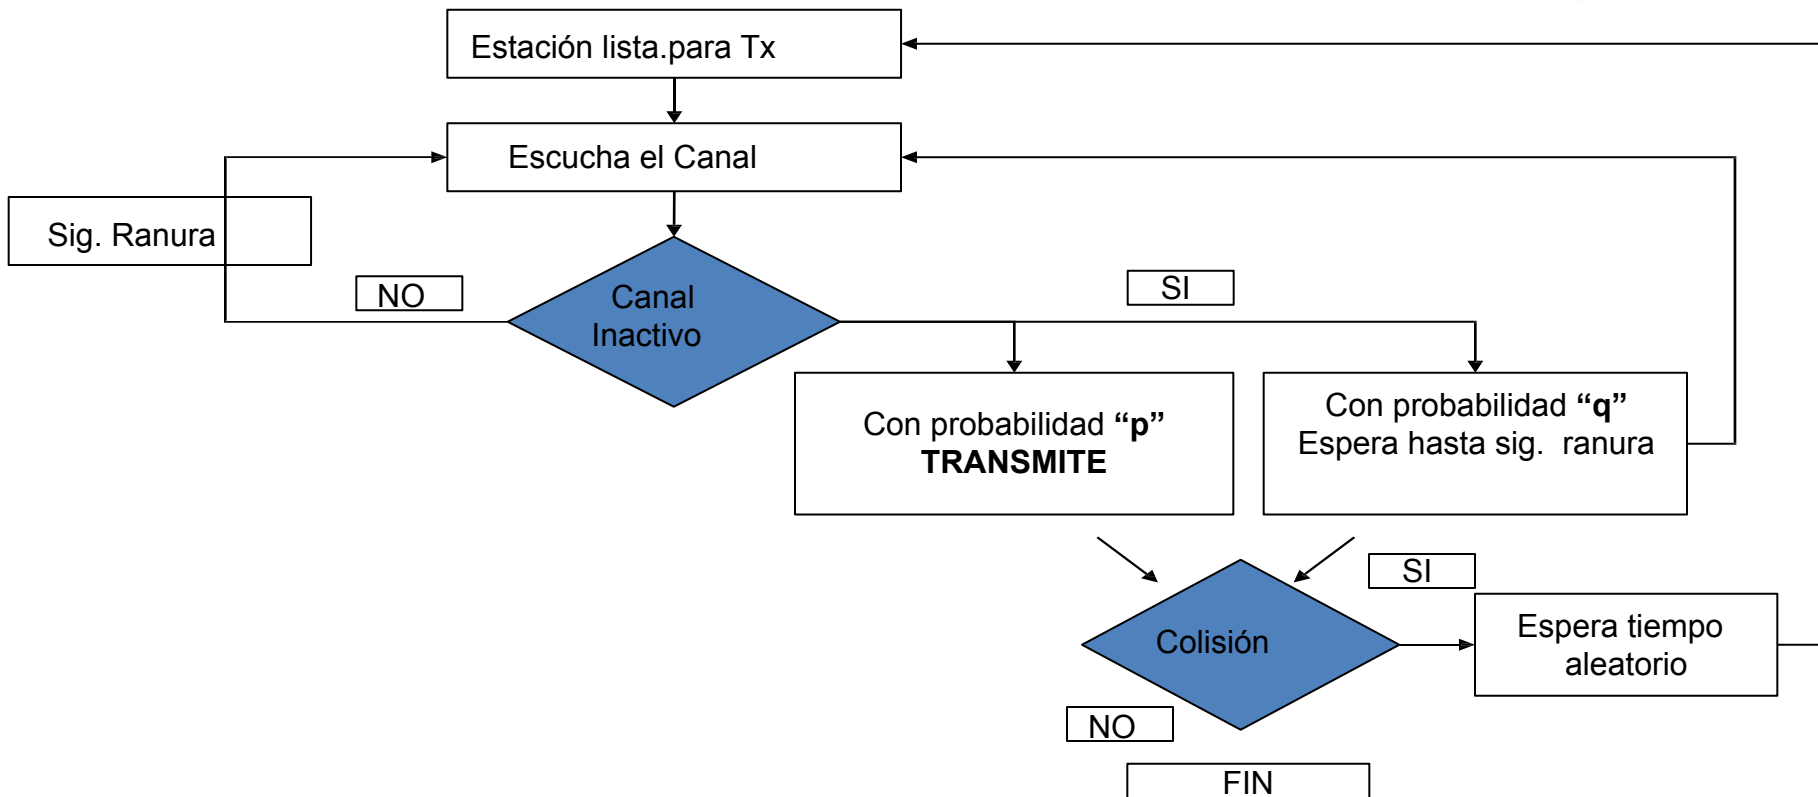 Estación lista.para Tx
Escucha el Canal
Sig. Ranura
NO
Canal
Inactivo
SI
Con probabilidad “p”
TRANSMITE
Con probabilidad “q”
Espera hasta sig. ranura
SI
Colisión
Espera tiempo
aleatorio
NO
FIN